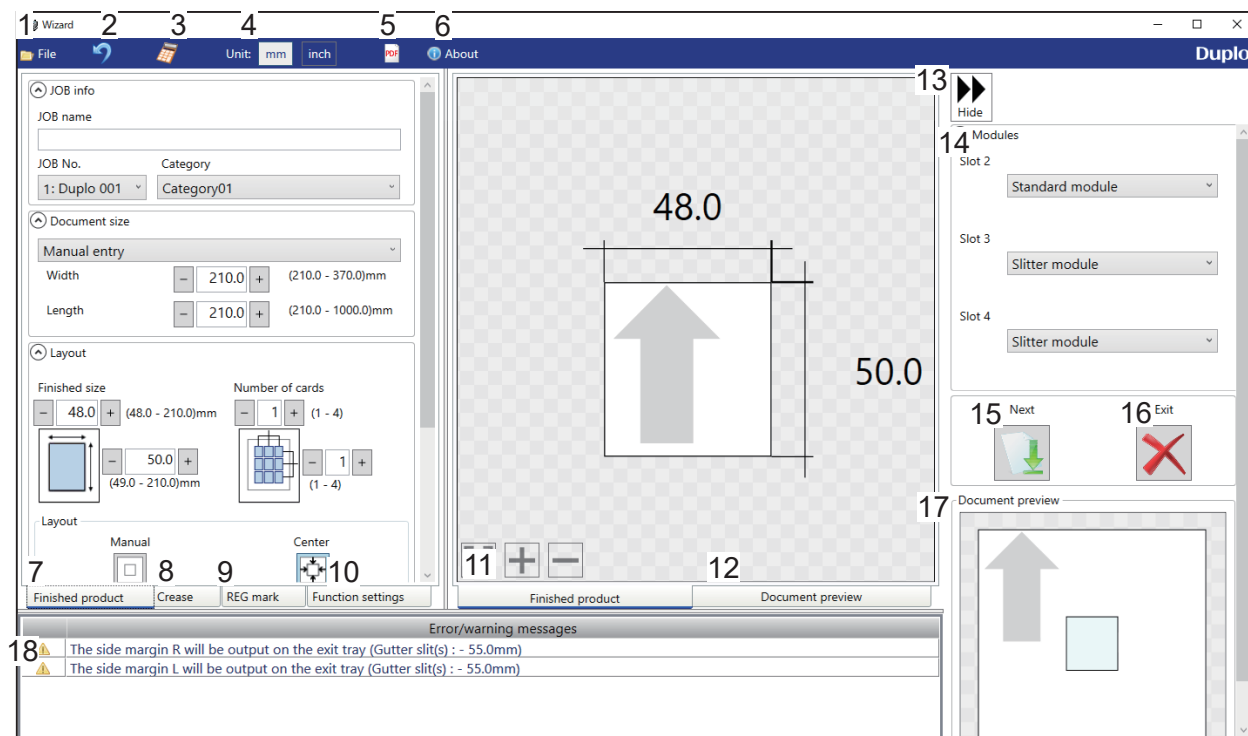 1 2 3 4 5 6
Wizard
File Unit: mm inch PDF About Duplo
JOB info
JOB name
JOB No. Category
1: Duplo 001 Category01
Document size
Manual entry
Width − 210.0 + (210.0 - 370.0)mm
Length − 210.0 + (210.0 - 1000.0)mm
Layout
Finished size Number of cards
− 48.0 + (48.0 - 210.0)mm − 1 + (1 - 4)
− 50.0 + − 1 +
(49.0 - 210.0)mm (1 - 4)
Layout
Manual Center
7 8 9 10
Finished product Crease REG mark Function settings
48.0
50.0
11 12
Finished product Document preview
13
Hide
14 Modules
Slot 2
Standard module
Slot 3
Slitter module
Slot 4
Slitter module
15 Next 16 Exit
17 Document preview
Error/warning messages
18 The side margin R will be output on the exit tray (Gutter slit(s) : - 55.0mm)
The side margin L will be output on the exit tray (Gutter slit(s) : - 55.0mm)